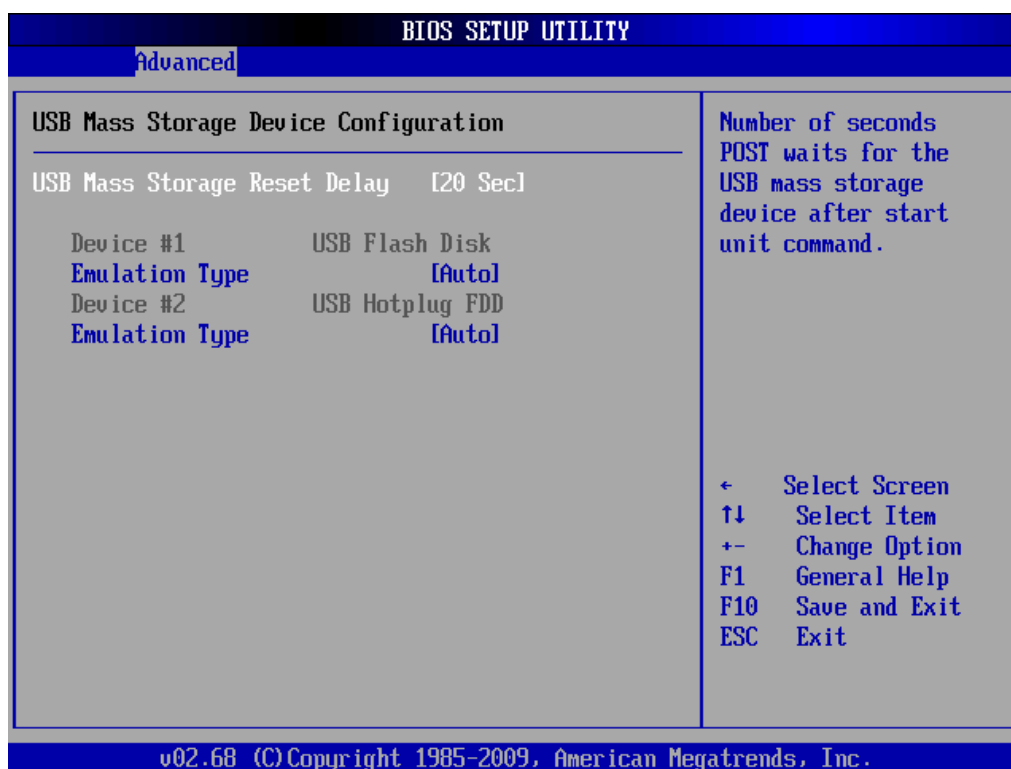 BIOS SETUP UTILITY
Advanced
USB Mass Storage Device Configuration
USB Mass Storage Reset Delay [20 Sec]
Device #1 USB Flash Disk
Emulation Type [Auto]
Device #2 USB Hotplug FDD
Emulation Type [Auto]
Number of seconds
POST waits for the
USB mass storage
device after start
unit command.
← Select Screen
↑↓ Select Item
+- Change Option
F1 General Help
F10 Save and Exit
ESC Exit
v02.68 (C)Copyright 1985-2009, American Megatrends, Inc.